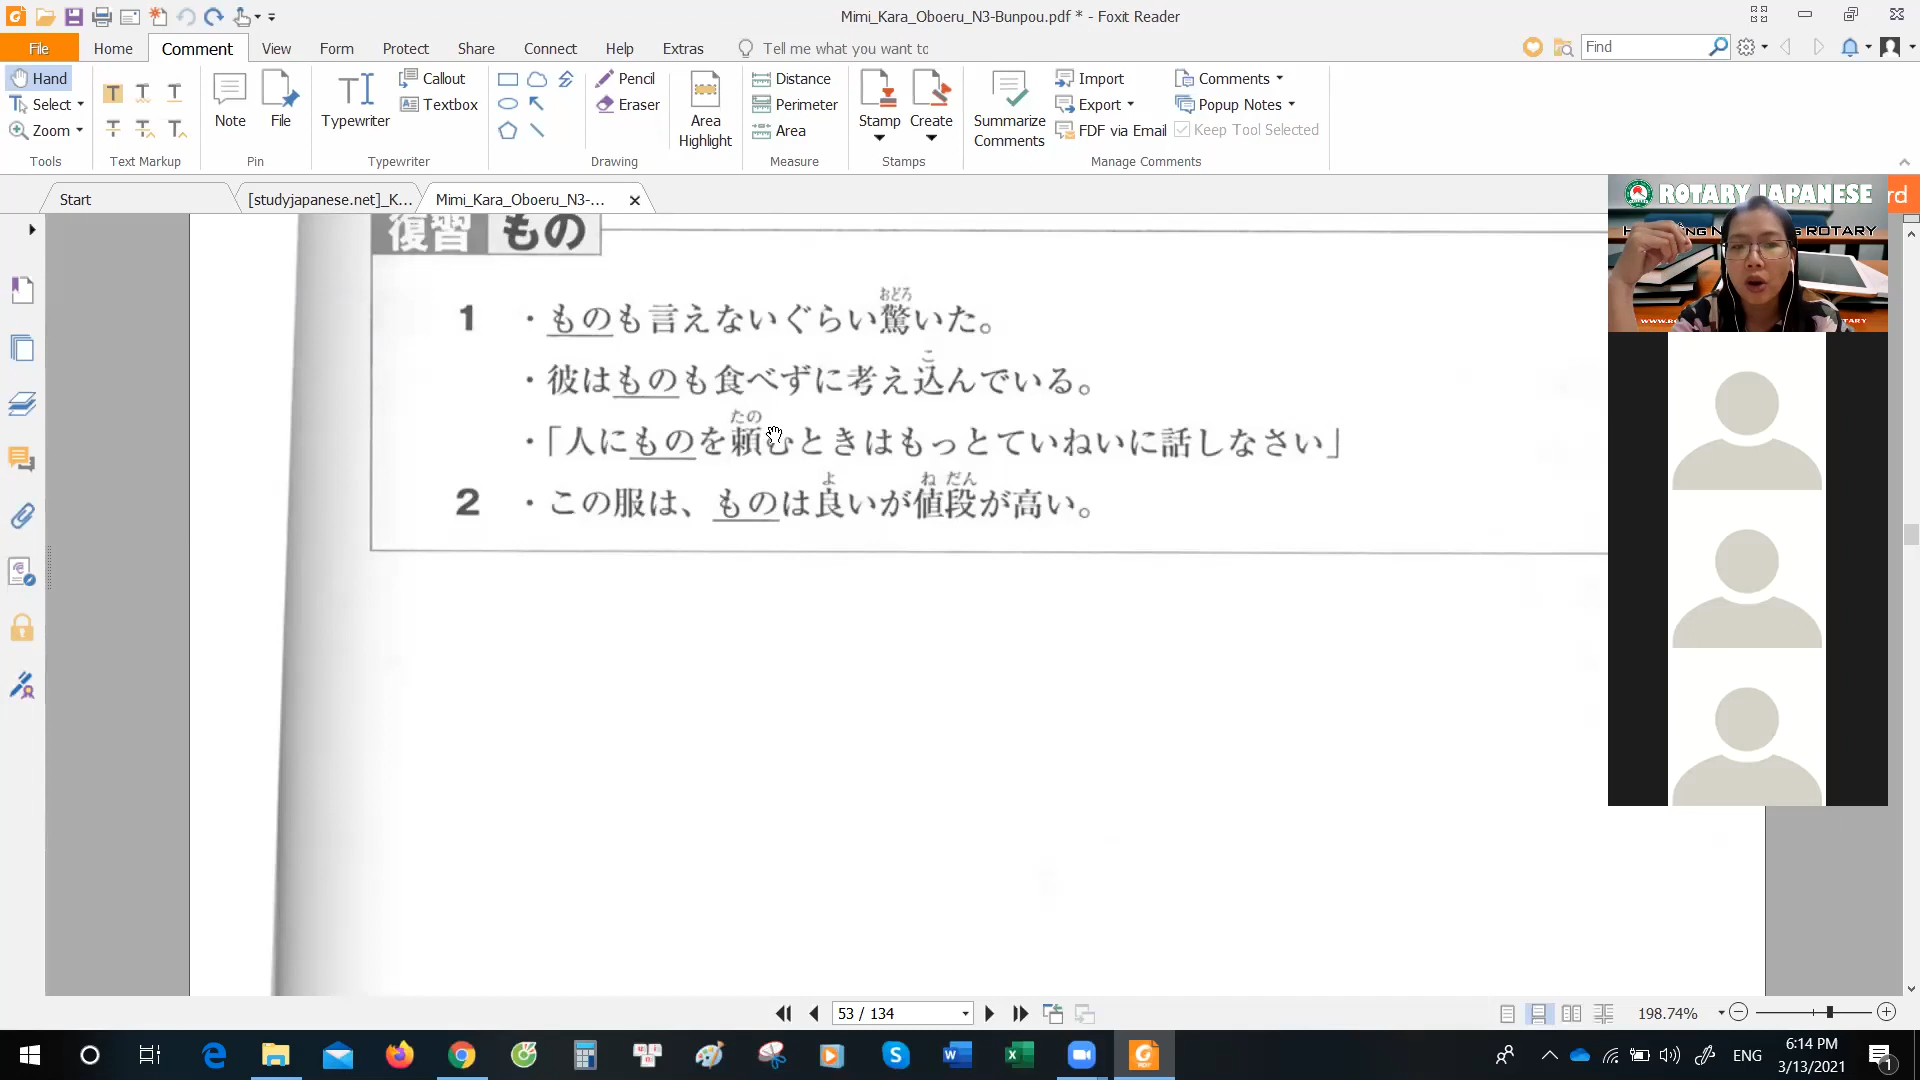 Mimi_Kara_Oboeru_N3-Bunpou.pdf * - Foxit Reader
File Home Comment View Form Protect Share Connect Help Extras Tell me what you want to Find
Hand Select Zoom
Tools
Text Markup
Note File
Pin
Typewriter Callout Textbox
Typewriter
Pencil Eraser
Drawing
Area Highlight
Distance Perimeter Area
Measure
Stamp Create
Stamps
Summarize Comments
Import Export FDF via Email
Comments Popup Notes Keep Tool Selected
Manage Comments
Start [studyjapanese.net]_K... Mimi_Kara_Oboeru_N3-...
ROTARY JAPANESE rd
ROTARY
復習 もの
おどろ
1 ・ものも言えないぐらい驚いた。
こ
・彼はものも食べずに考え込んでいる。
たの
・「人にものを頼むときはもっとていねいに話しなさい」
よ ね だん
2 ・この服は、ものは良いが値段が高い。
53 / 134
198.74%
ENG
6:14 PM
3/13/2021
1